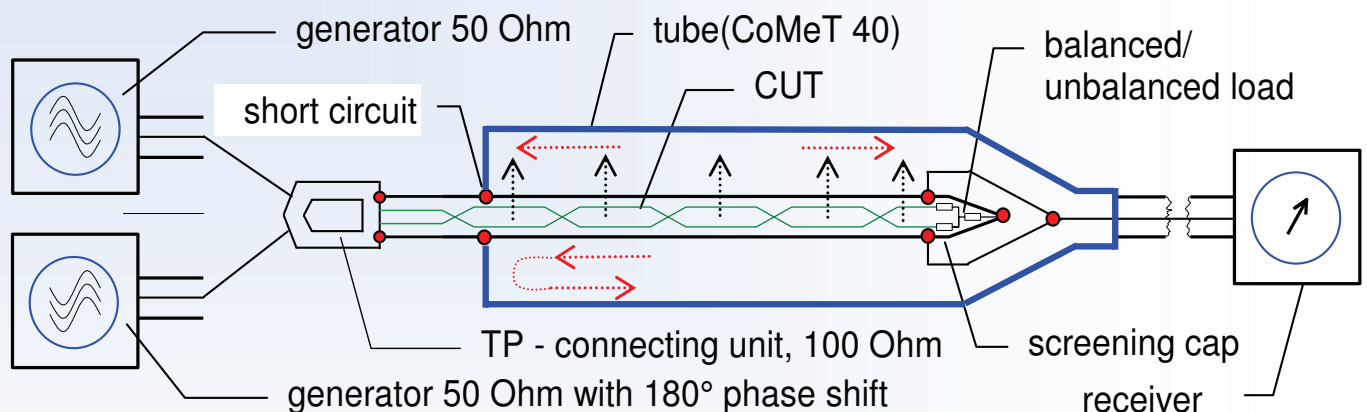 generator 50 Ohm
tube(CoMeT 40)
balanced/
unbalanced load
CUT
short circuit
TP - connecting unit, 100 Ohm
screening cap
generator 50 Ohm with 180° phase shift
receiver